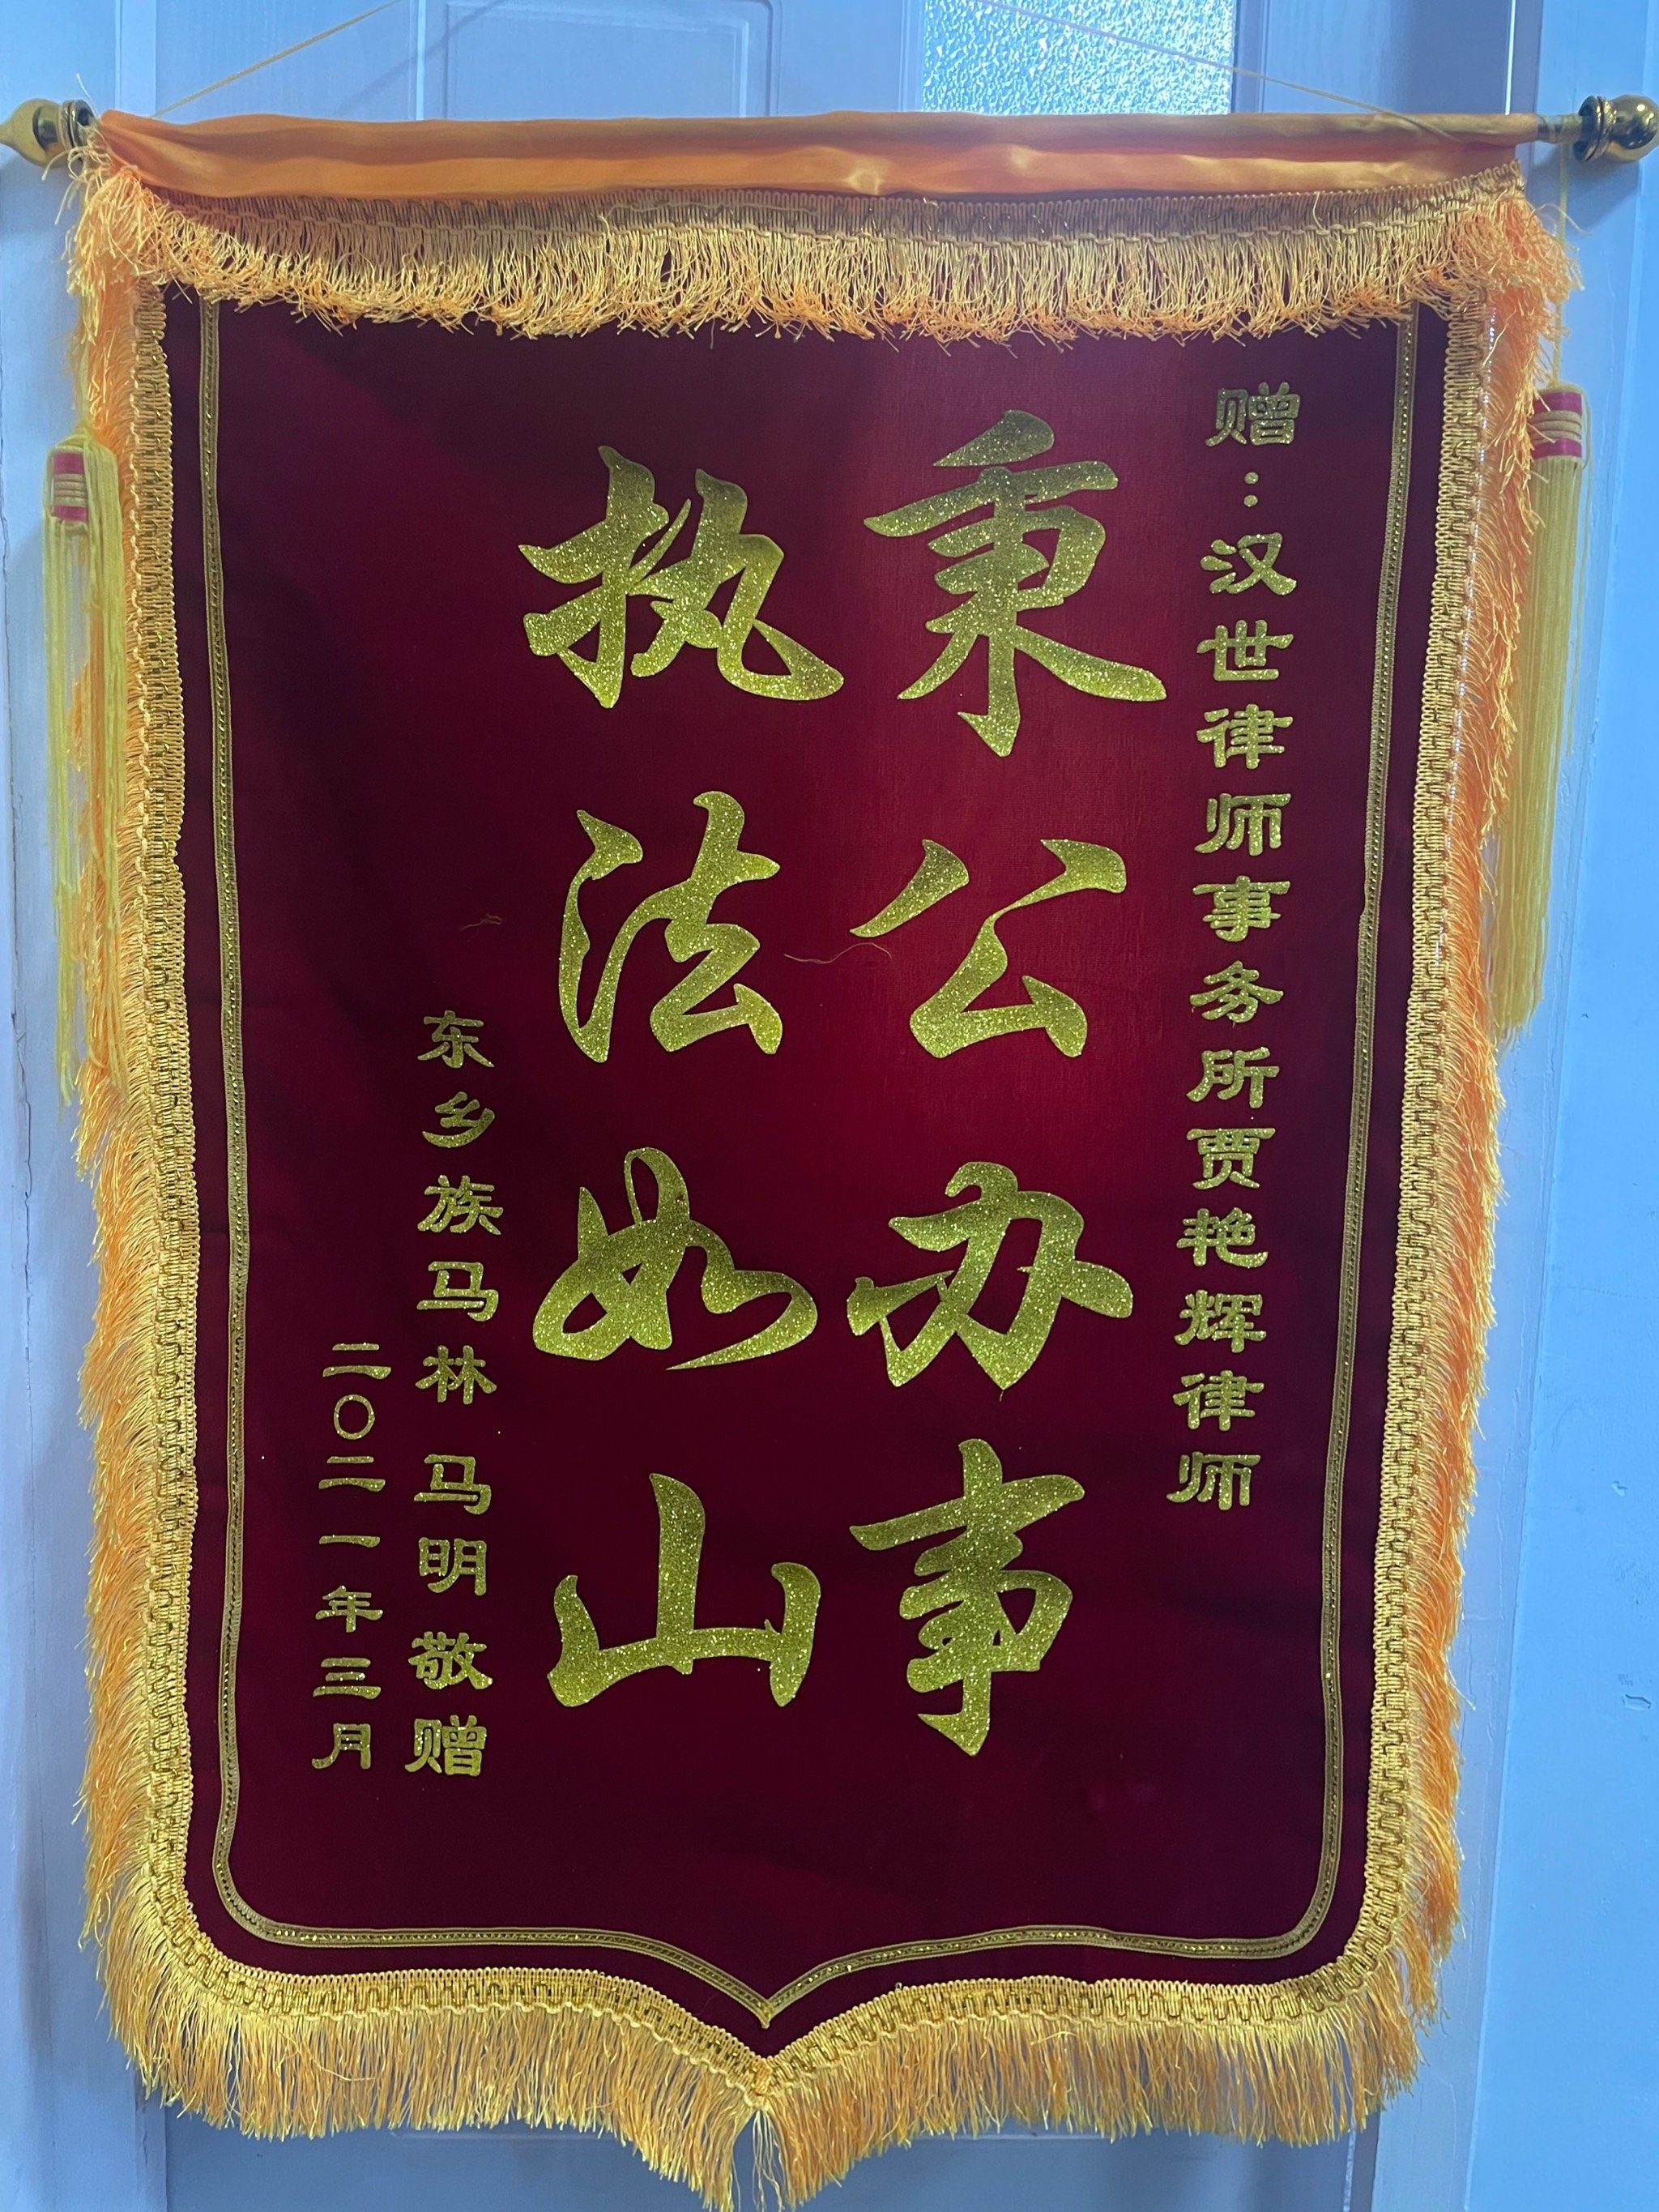 赠：汉世律师事务所贾艳辉律师
秉公办事
执法如山
东乡族马林 马明敬赠
二〇二一年三月